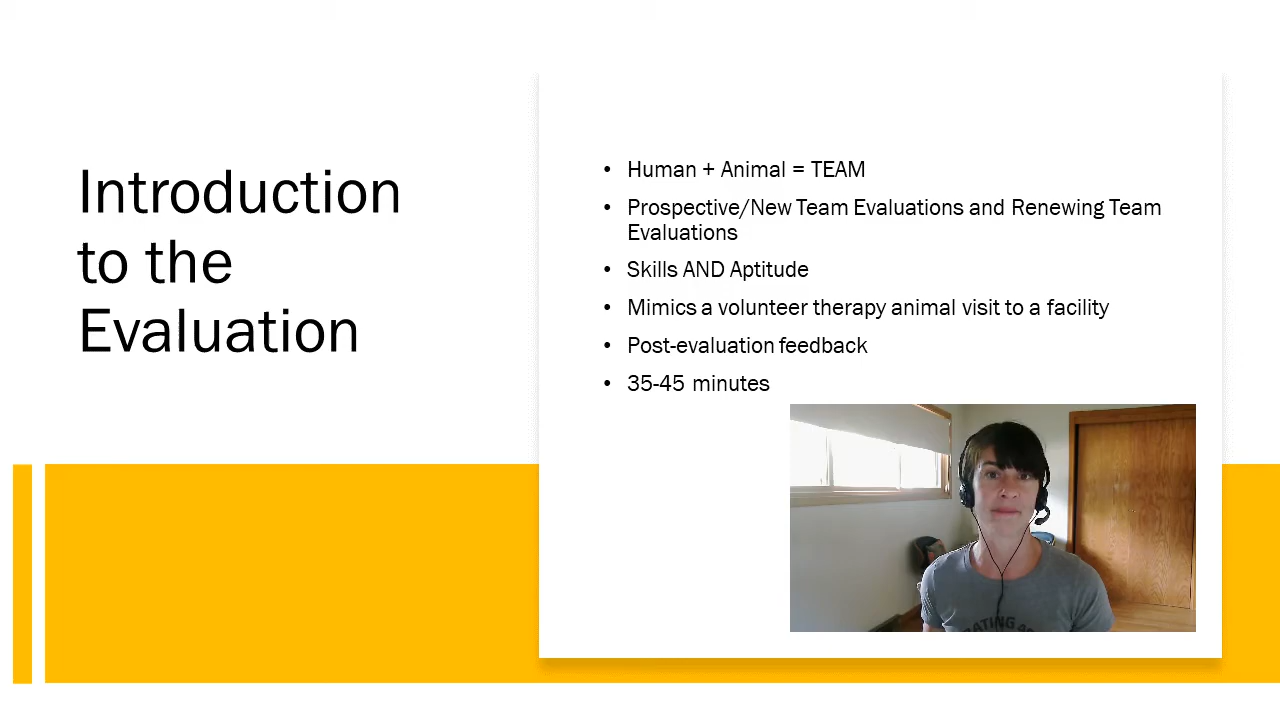 Introduction
to the
Evaluation
• Human + Animal = TEAM
• Prospective/New Team Evaluations and Renewing Team
Evaluations
• Skills AND Aptitude
• Mimics a volunteer therapy animal visit to a facility
• Post-evaluation feedback
• 35-45 minutes